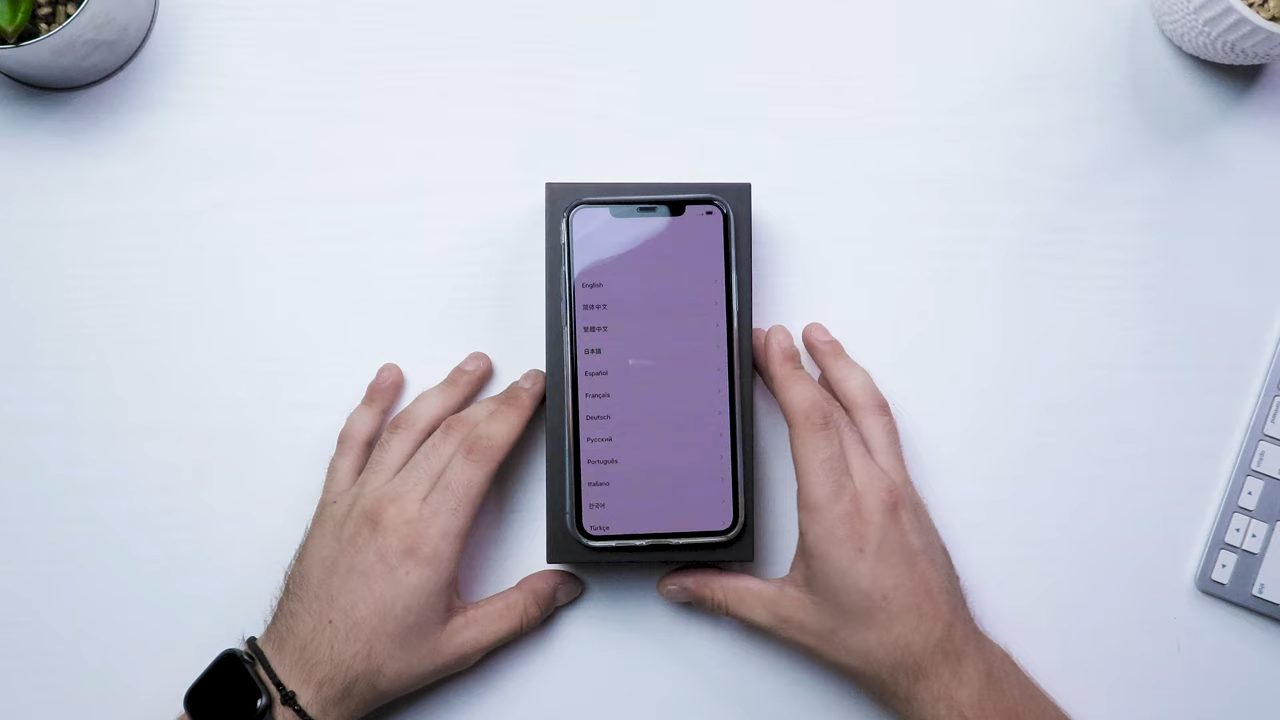 English
简体中文
繁體中文
日本語
Español
Français
Deutsch
Русский
Português
Italiano
한국어
Türkçe